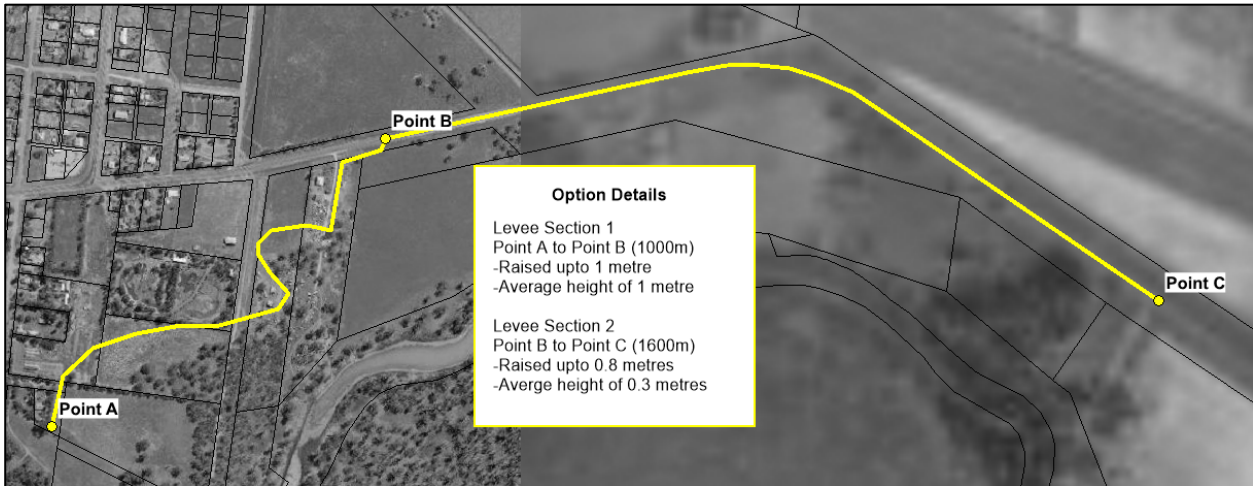 Point B
Option Details
Levee Section 1
Point A to Point B (1000m)
-Raised upto 1 metre
-Average height of 1 metre
Levee Section 2
Point B to Point C (1600m)
-Raised upto 0.8 metres
-Averge height of 0.3 metres
Point C
Point A